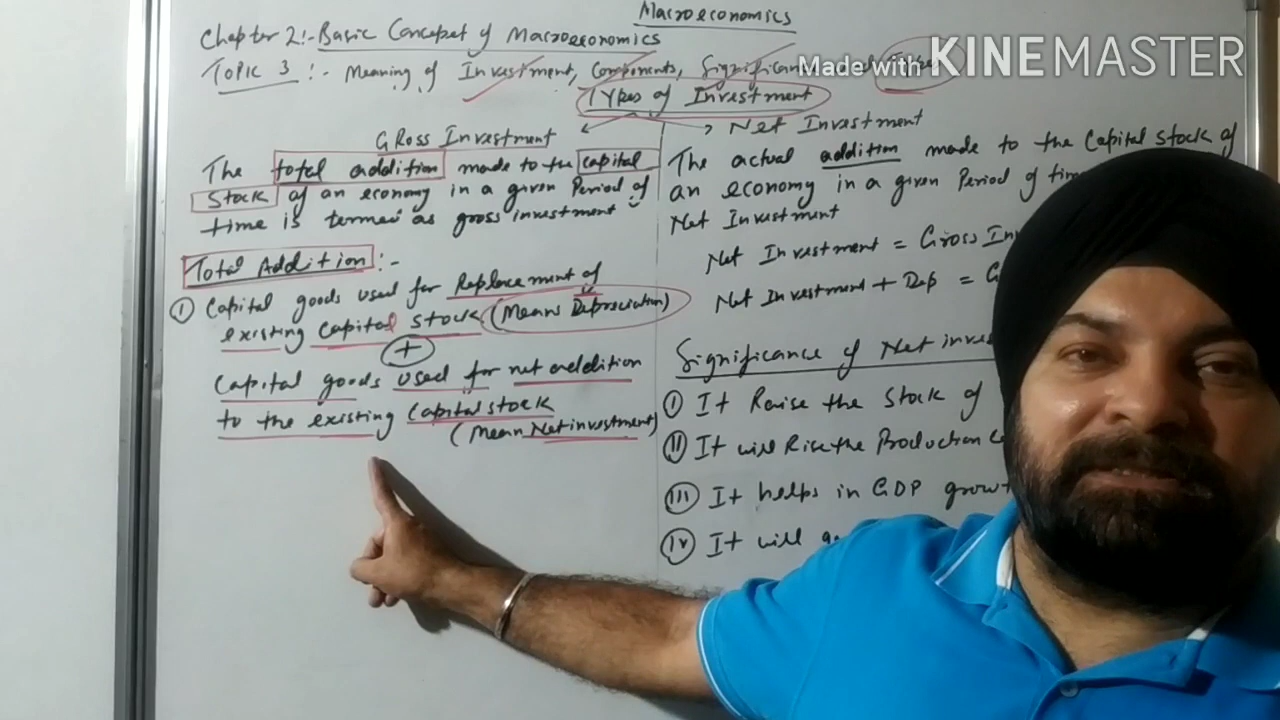 Macroeconomics
Chapter 2:- Basic Concept of Macroeconomics
Topic 3 :- Meaning of Investment, Components, Significance
Made with KINEMASTER
Types of Investment
GRoss Investment
The total addition made to the capital
stock of an economy in a given Period of
time is termed as gross investment
Total Addition :-
① Capital goods used for Replacement of
existing capital stock (Means Depreciation)
+
Capital goods used for net addition
to the existing capital stock
(Mean Net investment)
Net Investment
The actual addition made to the Capital Stock of
an economy in a given Period of time
Net Investment
Net Investment = Gross
Net Investment + Dep =
Significance of Net
① It Raise the Stock of
② It will Rise the Production
③ It helps in GDP
④ It will